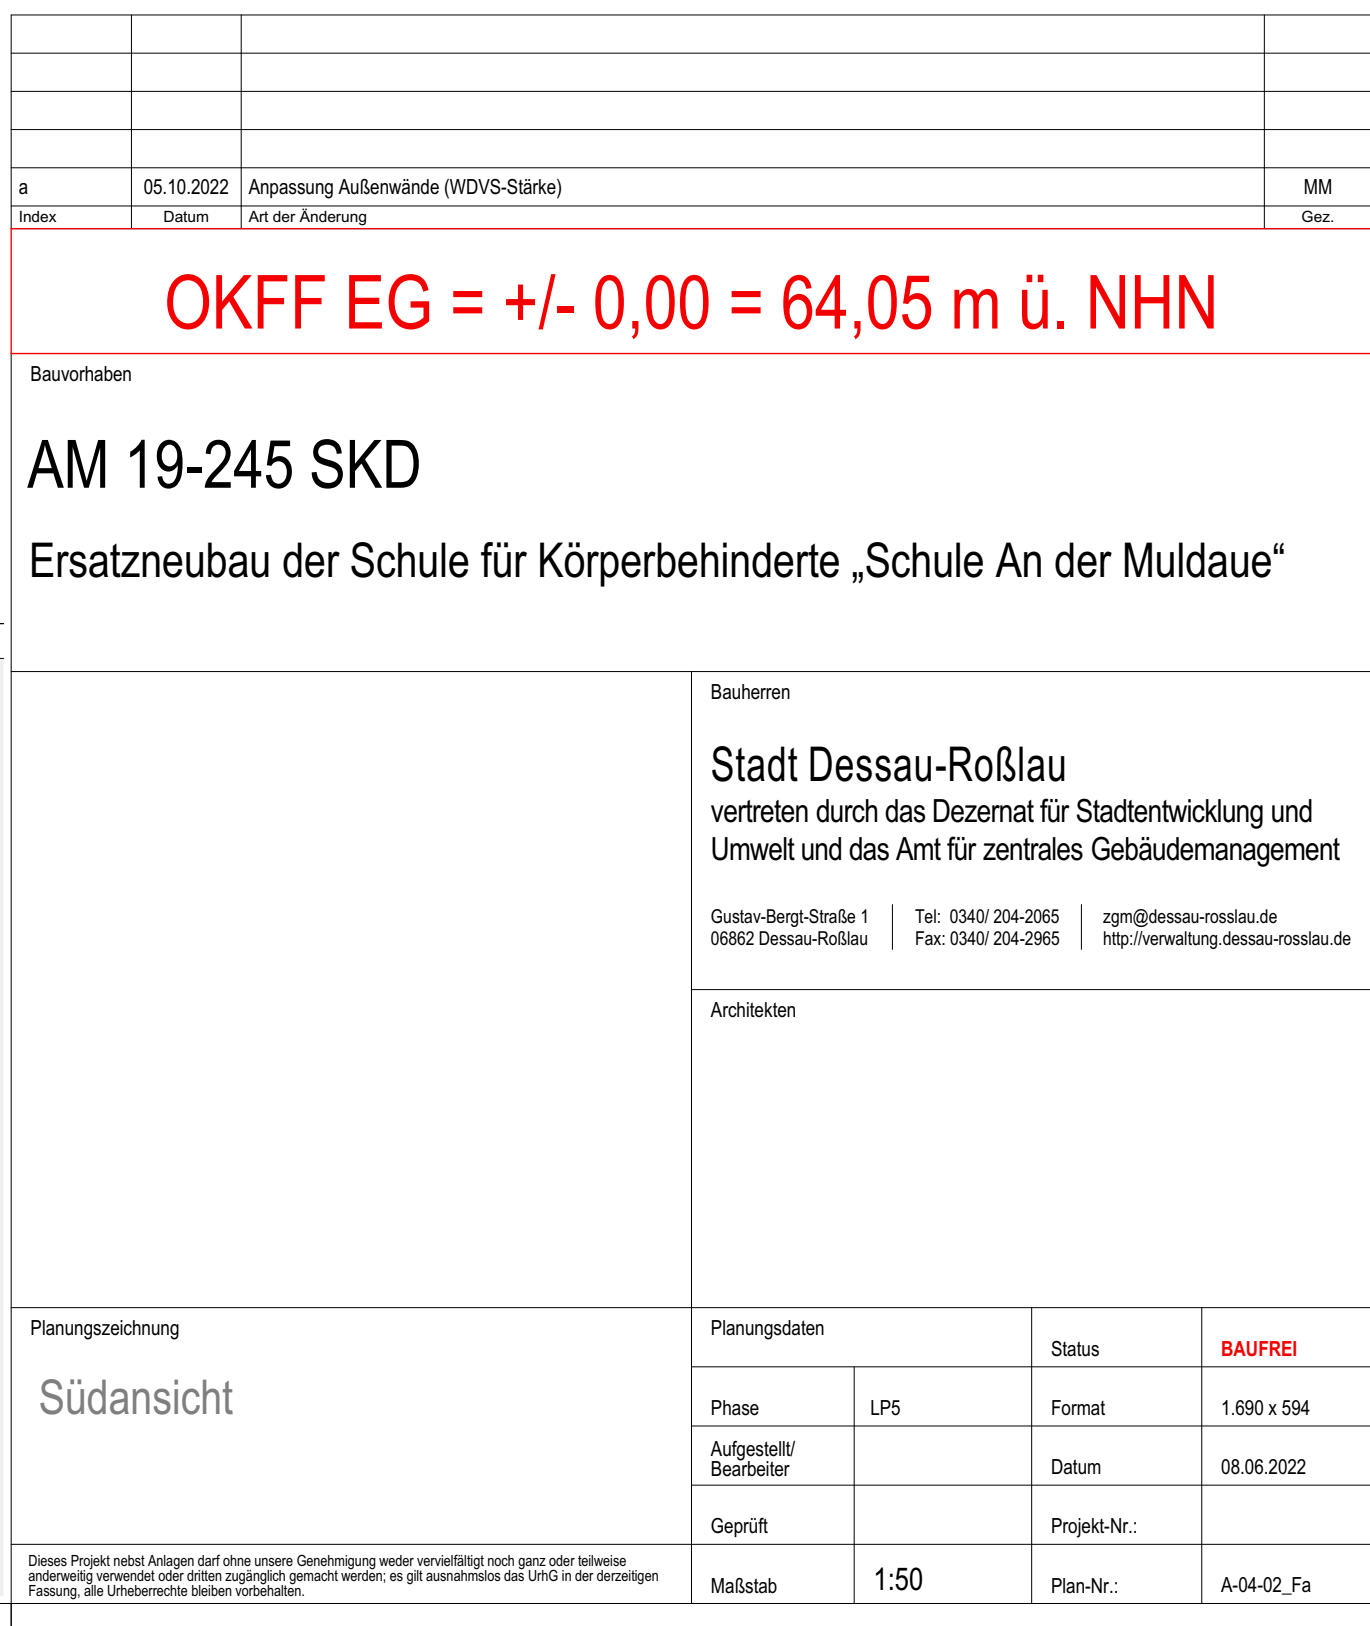 a 05.10.2022 Anpassung Außenwände (WDVS-Stärke) MM
Index Datum Art der Änderung Gez.
OKFF EG = +/- 0,00 = 64,05 m ü. NHN
Bauvorhaben
AM 19-245 SKD
Ersatzneubau der Schule für Körperbehinderte „Schule An der Muldaue“
Bauherren
Stadt Dessau-Roßlau
vertreten durch das Dezernat für Stadtentwicklung und
Umwelt und das Amt für zentrales Gebäudemanagement
Gustav-Bergt-Straße 1 Tel: 0340/ 204-2065 zgm@dessau-rosslau.de
06862 Dessau-Roßlau Fax: 0340/ 204-2965 http://verwaltung.dessau-rosslau.de
Architekten
Planungszeichnung
Südansicht
Planungsdaten
Status BAUFREI
Phase LP5 Format 1.690 x 594
Aufgestellt/
Bearbeiter Datum 08.06.2022
Geprüft Projekt-Nr.:
Maßstab 1:50 Plan-Nr.: A-04-02_Fa
Dieses Projekt nebst Anlagen darf ohne unsere Genehmigung weder vervielfältigt noch ganz oder teilweise
anderweitig verwendet oder dritten zugänglich gemacht werden; es gilt ausnahmslos das UrhG in der derzeitigen
Fassung, alle Urheberrechte bleiben vorbehalten.